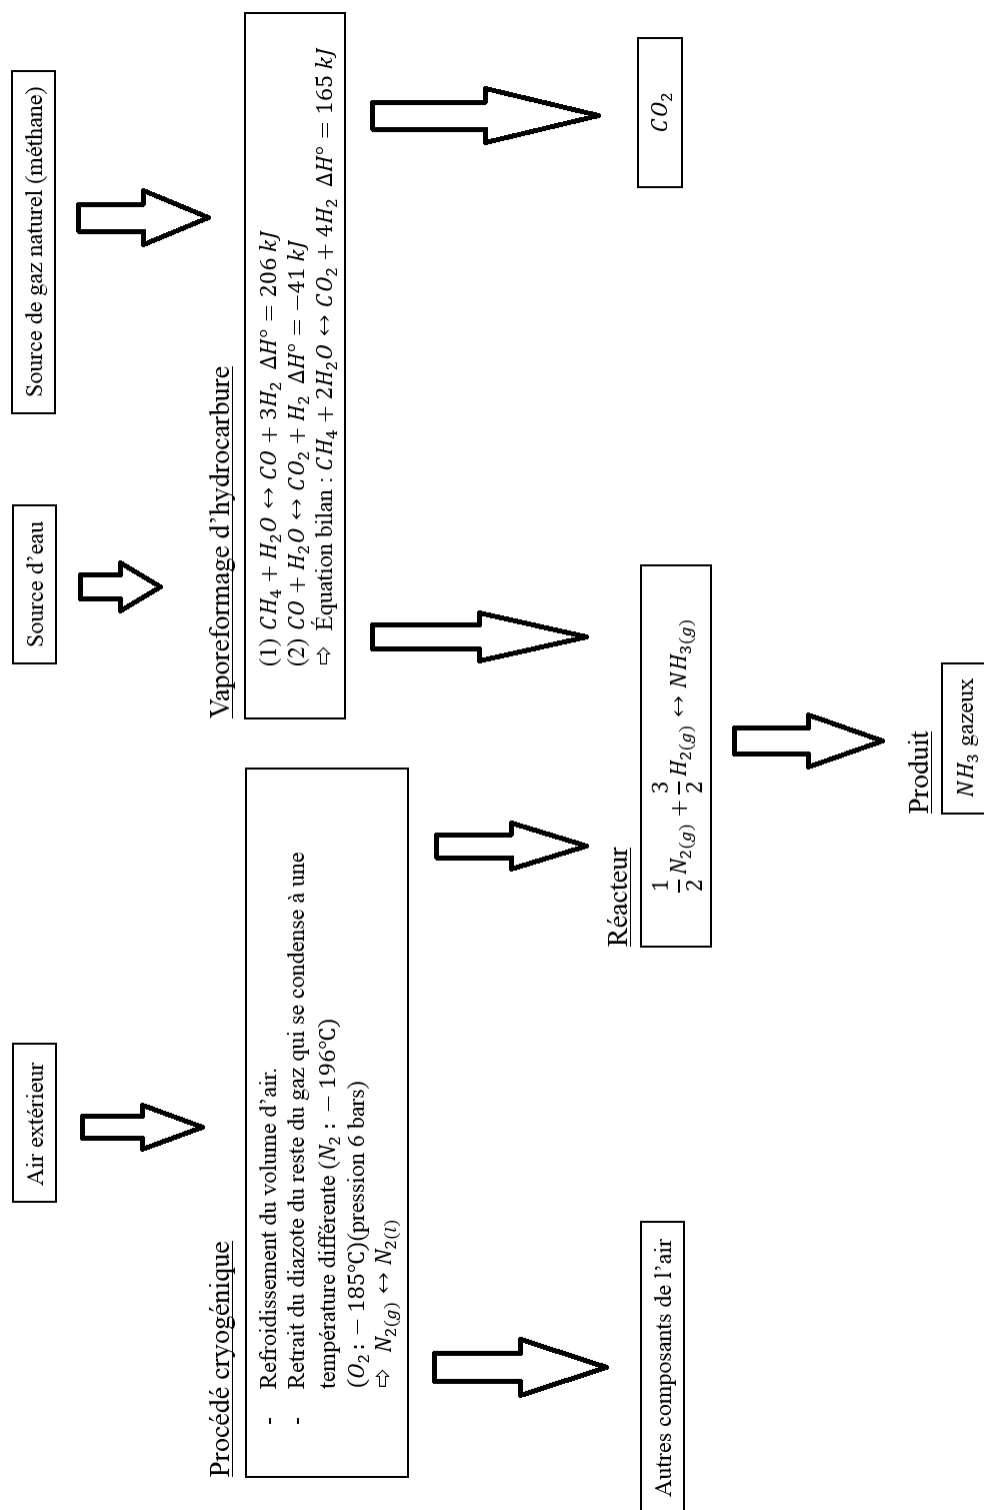 Air extérieur
Source d'eau
Source de gaz naturel (méthane)
Procédé cryogénique
- Refroidissement du volume d'air.
- Retrait du diazote du reste du gaz qui se condense à une
température différente (N₂ : − 196°C)
(O₂ : − 185°C)(pression 6 bars)
⇨ N₂₍g₎ ↔ N₂₍l₎
Vaporeformage d'hydrocarbure
(1) CH₄ + H₂O ↔ CO + 3H₂ ΔH° = 206 kJ
(2) CO + H₂O ↔ CO₂ + H₂ ΔH° = −41 kJ
⇨ Équation bilan : CH₄ + 2H₂O ↔ CO₂ + 4H₂ ΔH° = 165 kJ
Autres composants de l'air
Réacteur
1/2 N₂₍g₎ + 3/2 H₂₍g₎ ↔ NH₃₍g₎
CO₂
Produit
NH₃ gazeux